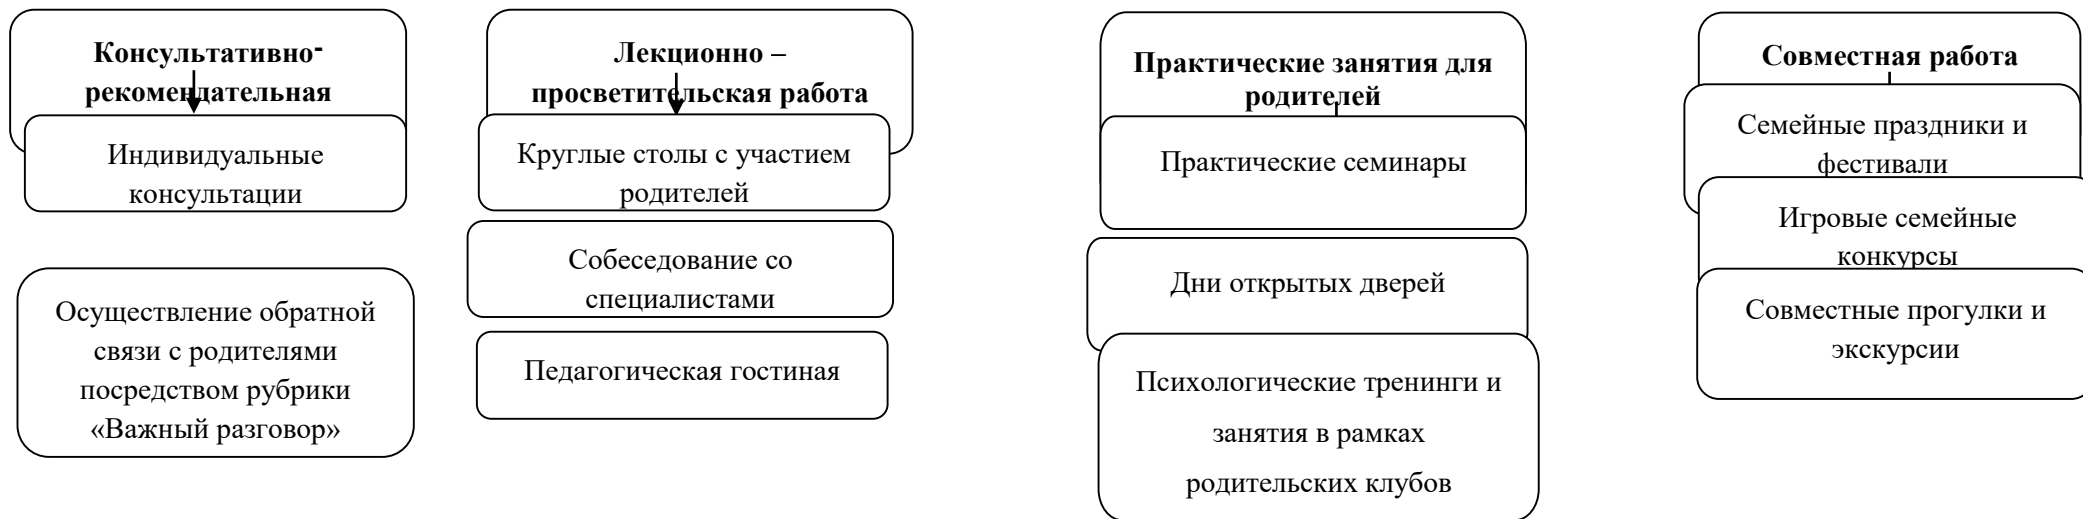 Консультативно-
рекомендательная
Индивидуальные
консультации
Осуществление обратной
связи с родителями
посредством рубрики
«Важный разговор»
Лекционно –
просветительская работа
Круглые столы с участием
родителей
Собеседование со
специалистами
Педагогическая гостиная
Практические занятия для
родителей
Практические семинары
Дни открытых дверей
Психологические тренинги и
занятия в рамках
родительских клубов
Совместная работа
Семейные праздники и
фестивали
Игровые семейные
конкурсы
Совместные прогулки и
экскурсии